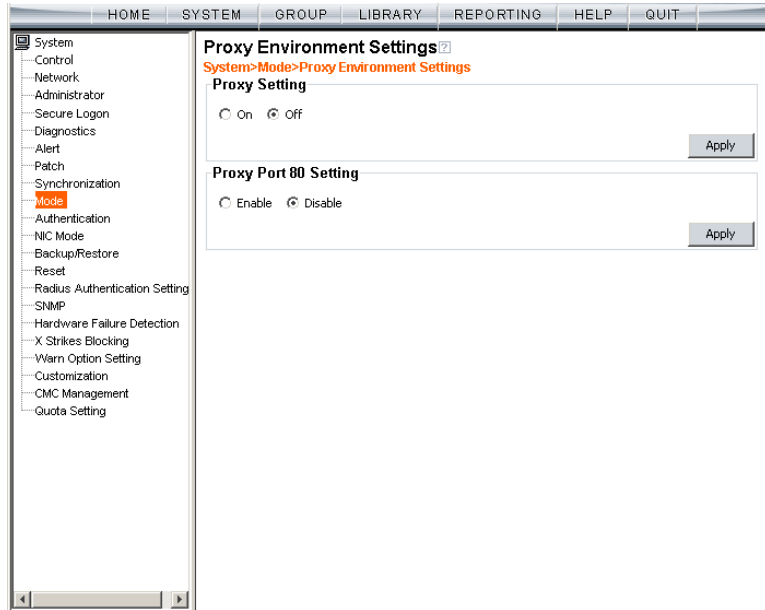 HOME SYSTEM GROUP LIBRARY REPORTING HELP QUIT
System
Control
Network
Administrator
Secure Logon
Diagnostics
Alert
Patch
Synchronization
Mode
Authentication
NIC Mode
Backup/Restore
Reset
Radius Authentication Setting
SNMP
Hardware Failure Detection
X Strikes Blocking
Warn Option Setting
Customization
CMC Management
Quota Setting
Proxy Environment Settings ?
System>Mode>Proxy Environment Settings
Proxy Setting
On Off
Apply
Proxy Port 80 Setting
Enable Disable
Apply